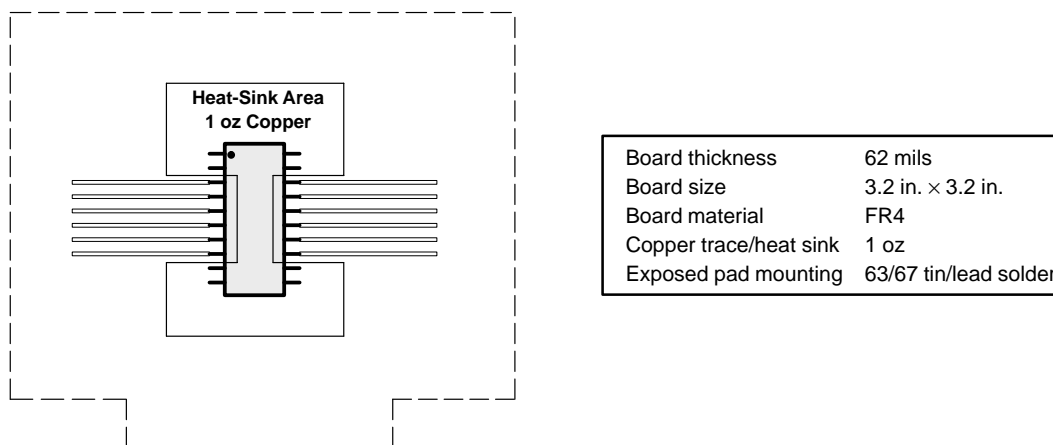 Heat-Sink Area
1 oz Copper
Board thickness 62 mils
Board size 3.2 in. × 3.2 in.
Board material FR4
Copper trace/heat sink 1 oz
Exposed pad mounting 63/67 tin/lead solder